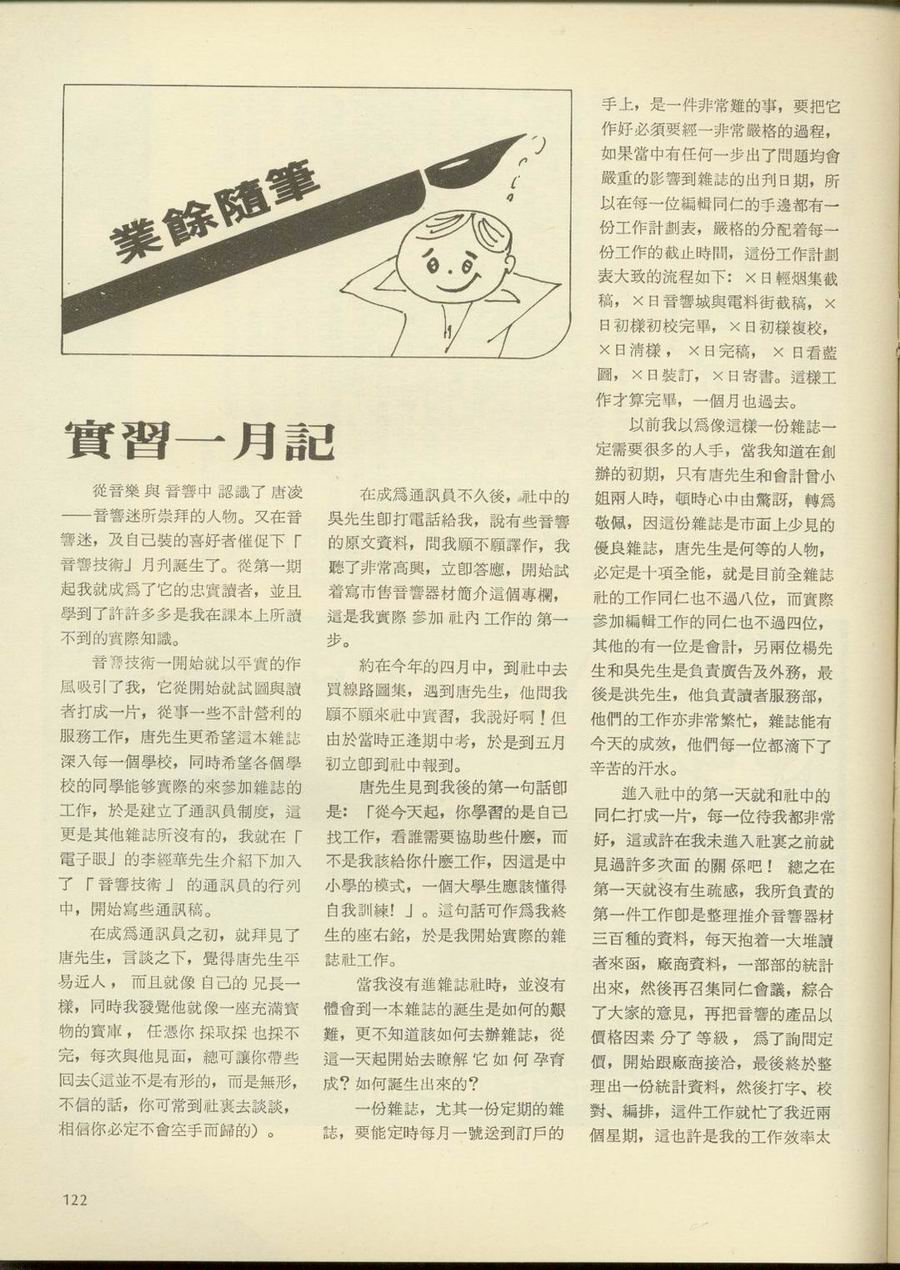 業餘隨筆
實習一月記
從音樂與音響中認識了唐凌
——音響迷所崇拜的人物。又在音
響迷，及自己裝的喜好者催促下「
音響技術」月刊誕生了。從第一期
起我就成爲了它的忠實讀者，並且
學到了許許多多是我在課本上所讀
不到的實際知識。
音響技術一開始就以平實的作
風吸引了我，它從開始就試圖與讀
者打成一片，從事一些不計營利的
服務工作，唐先生更希望這本雜誌
深入每一個學校，同時希望各個學
校的同學能够實際的來參加雜誌的
工作，於是建立了通訊員制度，這
更是其他雜誌所沒有的，我就在「
電子眼」的李經華先生介紹下加入
了「音響技術」的通訊員的行列
中，開始寫些通訊稿。
在成爲通訊員之初，就拜見了
唐先生，言談之下，覺得唐先生平
易近人，而且就像自己的兄長一
樣，同時我發覺他就像一座充滿寶
物的寶庫，任憑你採取採也採不
完，每次與他見面，總可讓你帶些
回去(這並不是有形的，而是無形，
不信的話，你可常到社裏去談談，
相信你必定不會空手而歸的）。
在成爲通訊員不久後，社中的
吳先生卽打電話給我，說有些音響
的原文資料，問我願不願譯作，我
聽了非常高興，立卽答應，開始試
着寫市售音響器材簡介這個專欄，
這是我實際參加社內工作的第一
步。
約在今年的四月中，到社中去
買線路圖集，遇到唐先生，他問我
願不願來社中實習，我說好啊！但
由於當時正逢期中考，於是到五月
初立卽到社中報到。
唐先生見到我後的第一句話卽
是：「從今天起，你學習的是自己
找工作，看誰需要協助些什麽，而
不是我該給你什麽工作，因這是中
小學的模式，一個大學生應該懂得
自我訓練！」。這句話可作爲我終
生的座右銘，於是我開始實際的雜
誌社工作。
當我沒有進雜誌社時，並沒有
體會到一本雜誌的誕生是如何的艱
難，更不知道該如何去辦雜誌，從
這一天起開始去瞭解它如何孕育
成？如何誕生出來的？
一份雜誌，尤其一份定期的雜
誌，要能定時每月一號送到訂戶的
手上，是一件非常難的事，要把它
作好必須要經一非常嚴格的過程，
如果當中有任何一步出了問題均會
嚴重的影響到雜誌的出刋日期，所
以在每一位編輯同仁的手邊都有一
份工作計劃表，嚴格的分配着每一
份工作的截止時間，這份工作計劃
表大致的流程如下：×日輕烟集截
稿，×日音響城與電料街截稿，×
日初樣初校完畢，×日初樣複校，
×日淸樣，×日完稿，×日看藍
圖，×日裝訂，×日寄書。這樣工
作才算完畢，一個月也過去。
以前我以爲像這樣一份雜誌一
定需要很多的人手，當我知道在創
辦的初期，只有唐先生和會計曾小
姐兩人時，頓時心中由驚訝，轉爲
敬佩，因這份雜誌是市面上少見的
優良雜誌，唐先生是何等的人物，
必定是十項全能，就是目前全雜誌
社的工作同仁也不過八位，而實際
參加編輯工作的同仁也不過四位，
其他的有一位是會計，另兩位楊先
生和吳先生是負責廣告及外務，最
後是洪先生，他負責讀者服務部，
他們的工作亦非常繁忙，雜誌能有
今天的成效，他們每一位都滴下了
辛苦的汗水。
進入社中的第一天就和社中的
同仁打成一片，每一位待我都非常
好，這或許在我未進入社裏之前就
見過許多次面的關係吧！總之在
第一天就沒有生疏感，我所負責的
第一件工作卽是整理推介音響器材
三百種的資料，每天抱着一大堆讀
者來函，廠商資料，一部部的統計
出來，然後再召集同仁會議，綜合
了大家的意見，再把音響的產品以
價格因素分了等級，爲了詢問定
價，開始跟廠商接洽，最後終於整
理出一份統計資料，然後打字、校
對、編排，這件工作就忙了我近兩
個星期，這也許是我的工作效率太
122